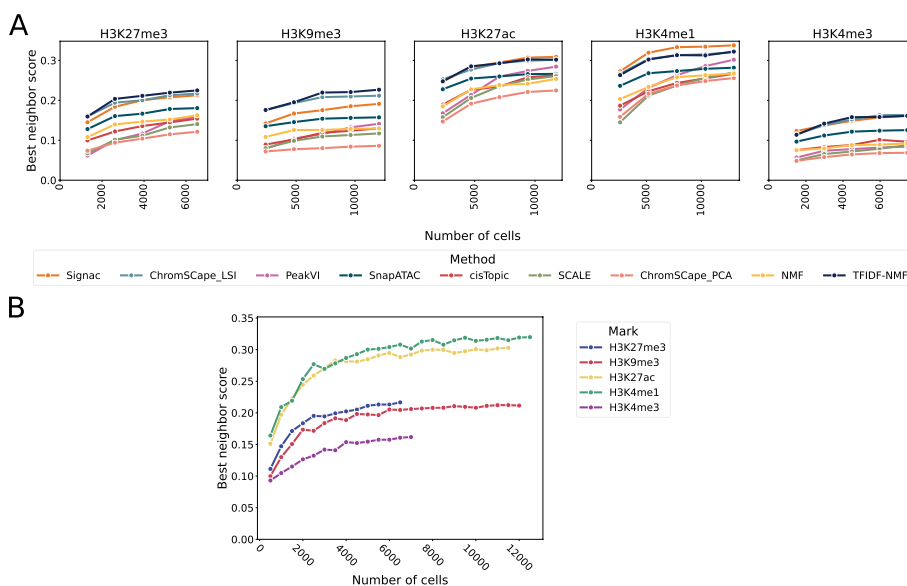 A
H3K27me3
H3K9me3
H3K27ac
H3K4me1
H3K4me3
Best neighbor score
0.3
0.2
0.1
0.0
0
2000
4000
6000
0
5000
10000
0
5000
10000
0
5000
10000
0
2000
4000
6000
Number of cells
Method
Signac ChromSCape_LSI PeakVI SnapATAC cisTopic SCALE ChromSCape_PCA NMF TFIDF-NMF
B
Best neighbor score
0.35
0.30
0.25
0.20
0.15
0.10
0.05
0.00
0
2000
4000
6000
8000
10000
12000
Number of cells
Mark
H3K27me3
H3K9me3
H3K27ac
H3K4me1
H3K4me3